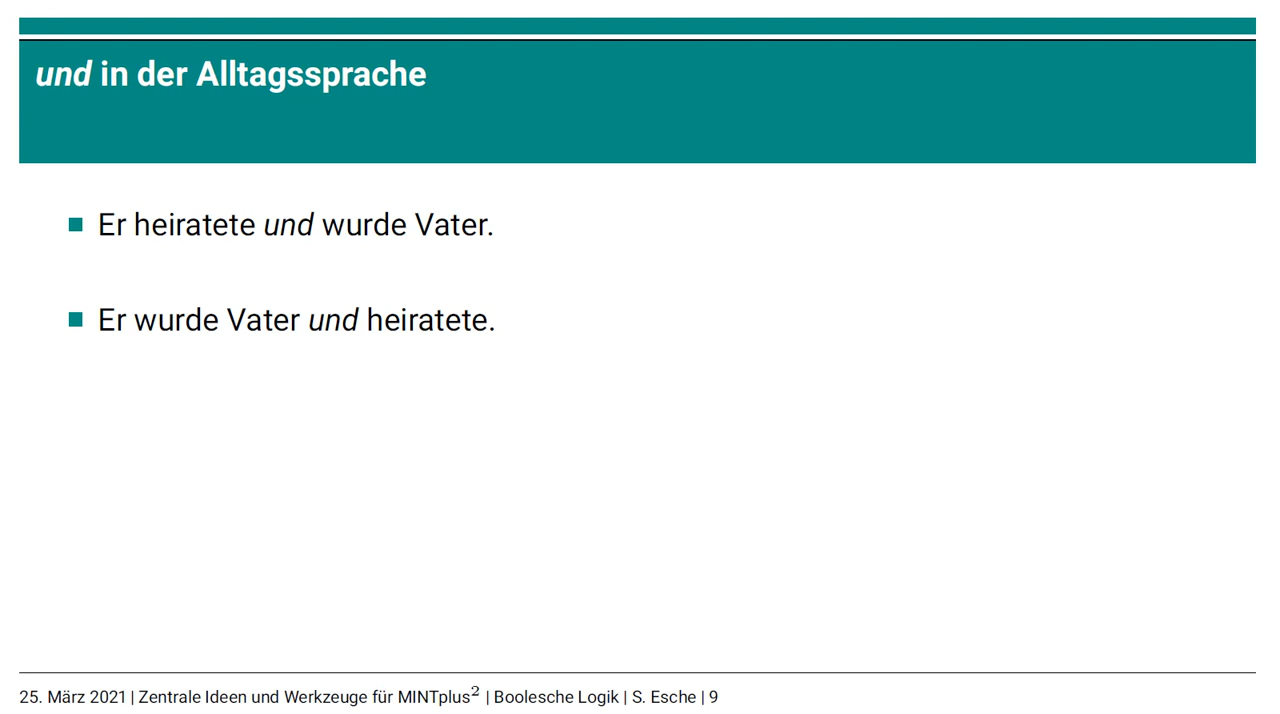 und in der Alltagssprache
Er heiratete und wurde Vater.
Er wurde Vater und heiratete.
25. März 2021 | Zentrale Ideen und Werkzeuge für MINTplus² | Boolesche Logik | S. Esche | 9